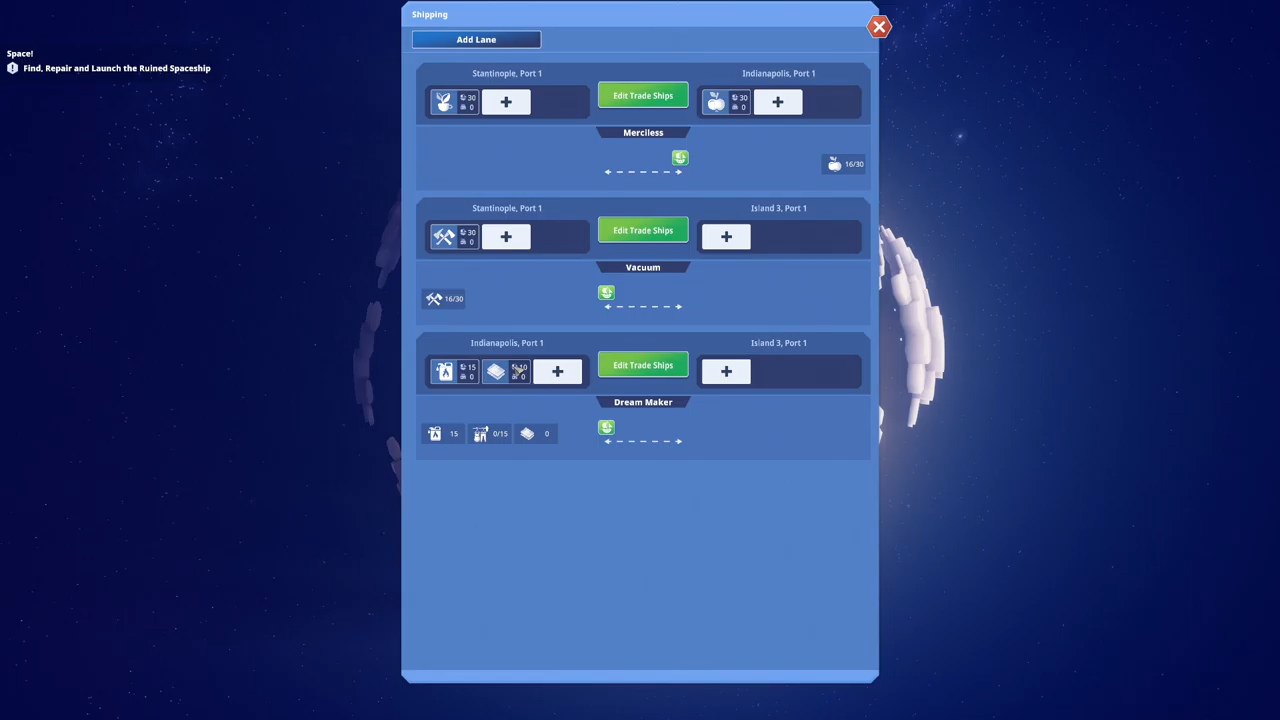 Shipping
Add Lane
Space!
Find, Repair and Launch the Ruined Spaceship
Stantinople, Port 1
Indianapolis, Port 1
30
0
+
Edit Trade Ships
30
0
+
Merciless
16/30
Stantinople, Port 1
Island 3, Port 1
30
0
+
Edit Trade Ships
+
Vacuum
16/30
Indianapolis, Port 1
Island 3, Port 1
15
0
10
0
+
Edit Trade Ships
+
Dream Maker
15
0/15
0